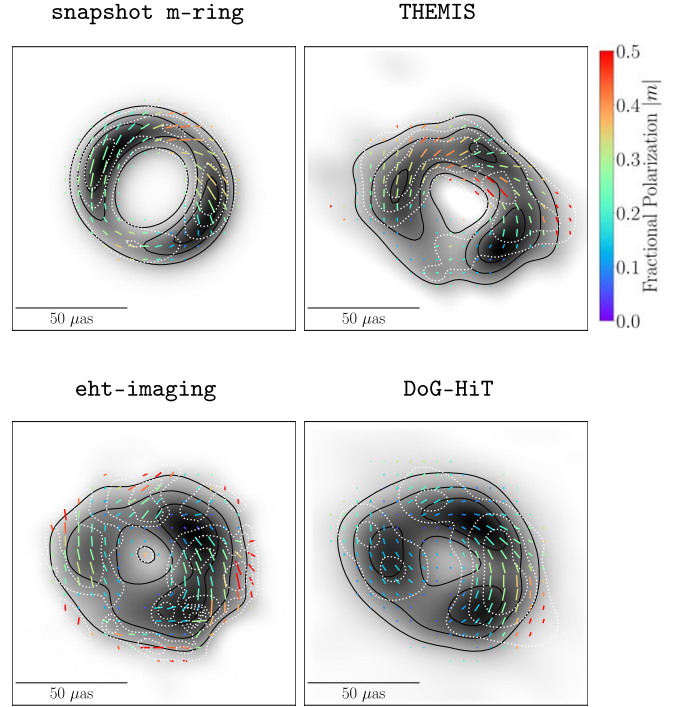 snapshot m-ring
THEMIS
0.5
0.4
0.3
0.2
0.1
0.0
Fractional Polarization |m|
50 μas
50 μas
eht-imaging
DoG-HiT
50 μas
50 μas